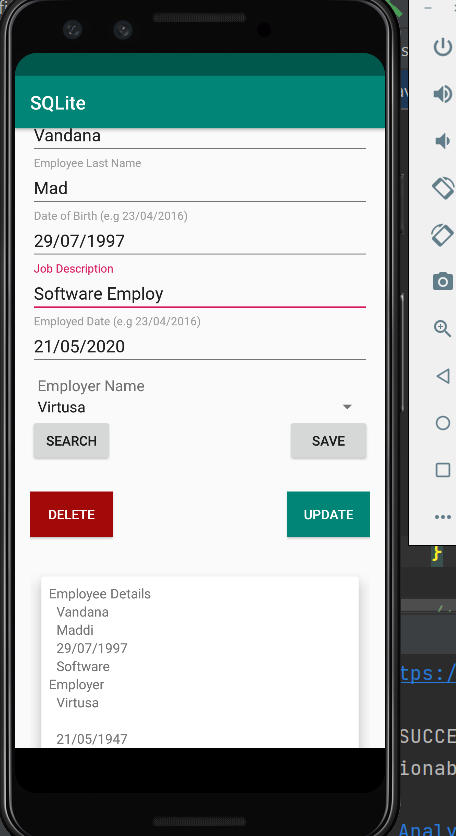 SQLite
Vandana
Employee Last Name
Mad
Date of Birth (e.g 23/04/2016)
29/07/1997
Job Description
Software Employ
Employed Date (e.g 23/04/2016)
21/05/2020
Employer Name
Virtusa
SEARCH
SAVE
DELETE
UPDATE
Employee Details
Vandana
Maddi
29/07/1997
Software
Employer
Virtusa
21/05/1947
}
tps:/
SUCCE
ionab
Analy